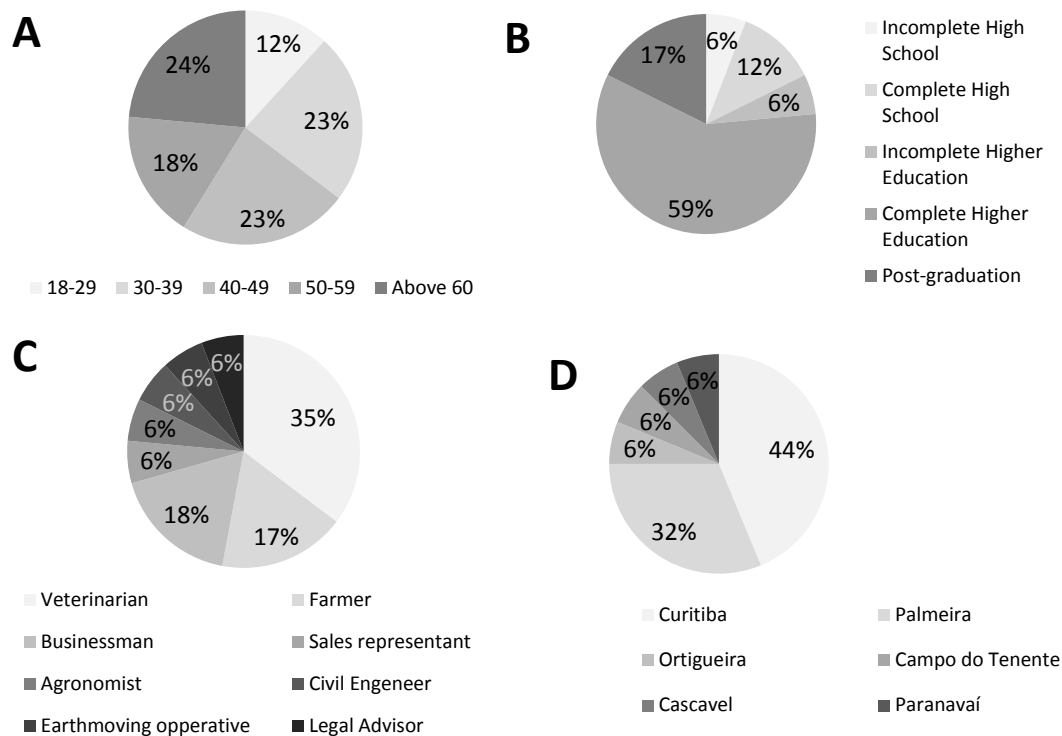 A
12%
23%
23%
18%
24%
18-29 30-39 40-49 50-59 Above 60
B
6%
12%
6%
59%
17%
Incomplete High
School
Complete High
School
Incomplete Higher
Education
Complete Higher
Education
Post-graduation
C
35%
17%
18%
6%
6%
6%
6%
6%
Veterinarian Farmer
Businessman Sales representant
Agronomist Civil Engeneer
Earthmoving opperative Legal Advisor
D
44%
32%
6%
6%
6%
6%
Curitiba Palmeira
Ortigueira Campo do Tenente
Cascavel Paranavaí